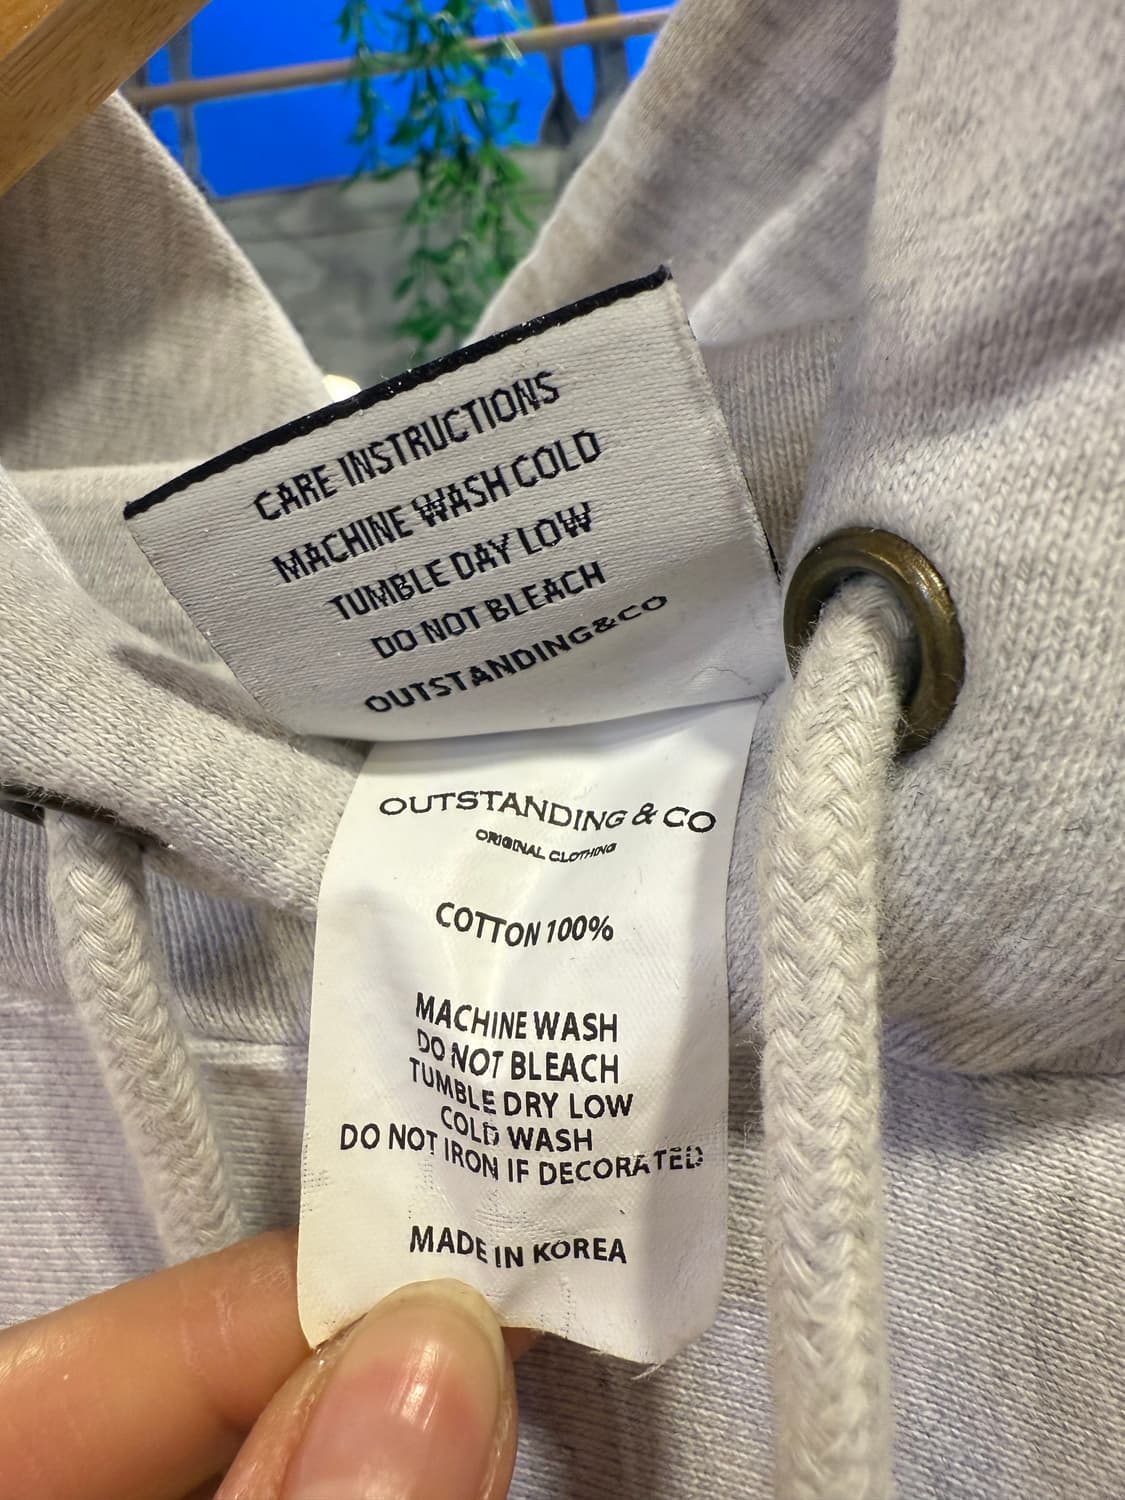 CARE INSTRUCTIONS
MACHINE WASH COLD
TUMBLE DAY LOW
DO NOT BLEACH
OUTSTANDING&CO
OUTSTANDING & CO
ORIGINAL CLOTHING
COTTON 100%
MACHINE WASH
DO NOT BLEACH
TUMBLE DRY LOW
COLD WASH
DO NOT IRON IF DECORATED
MADE IN KOREA